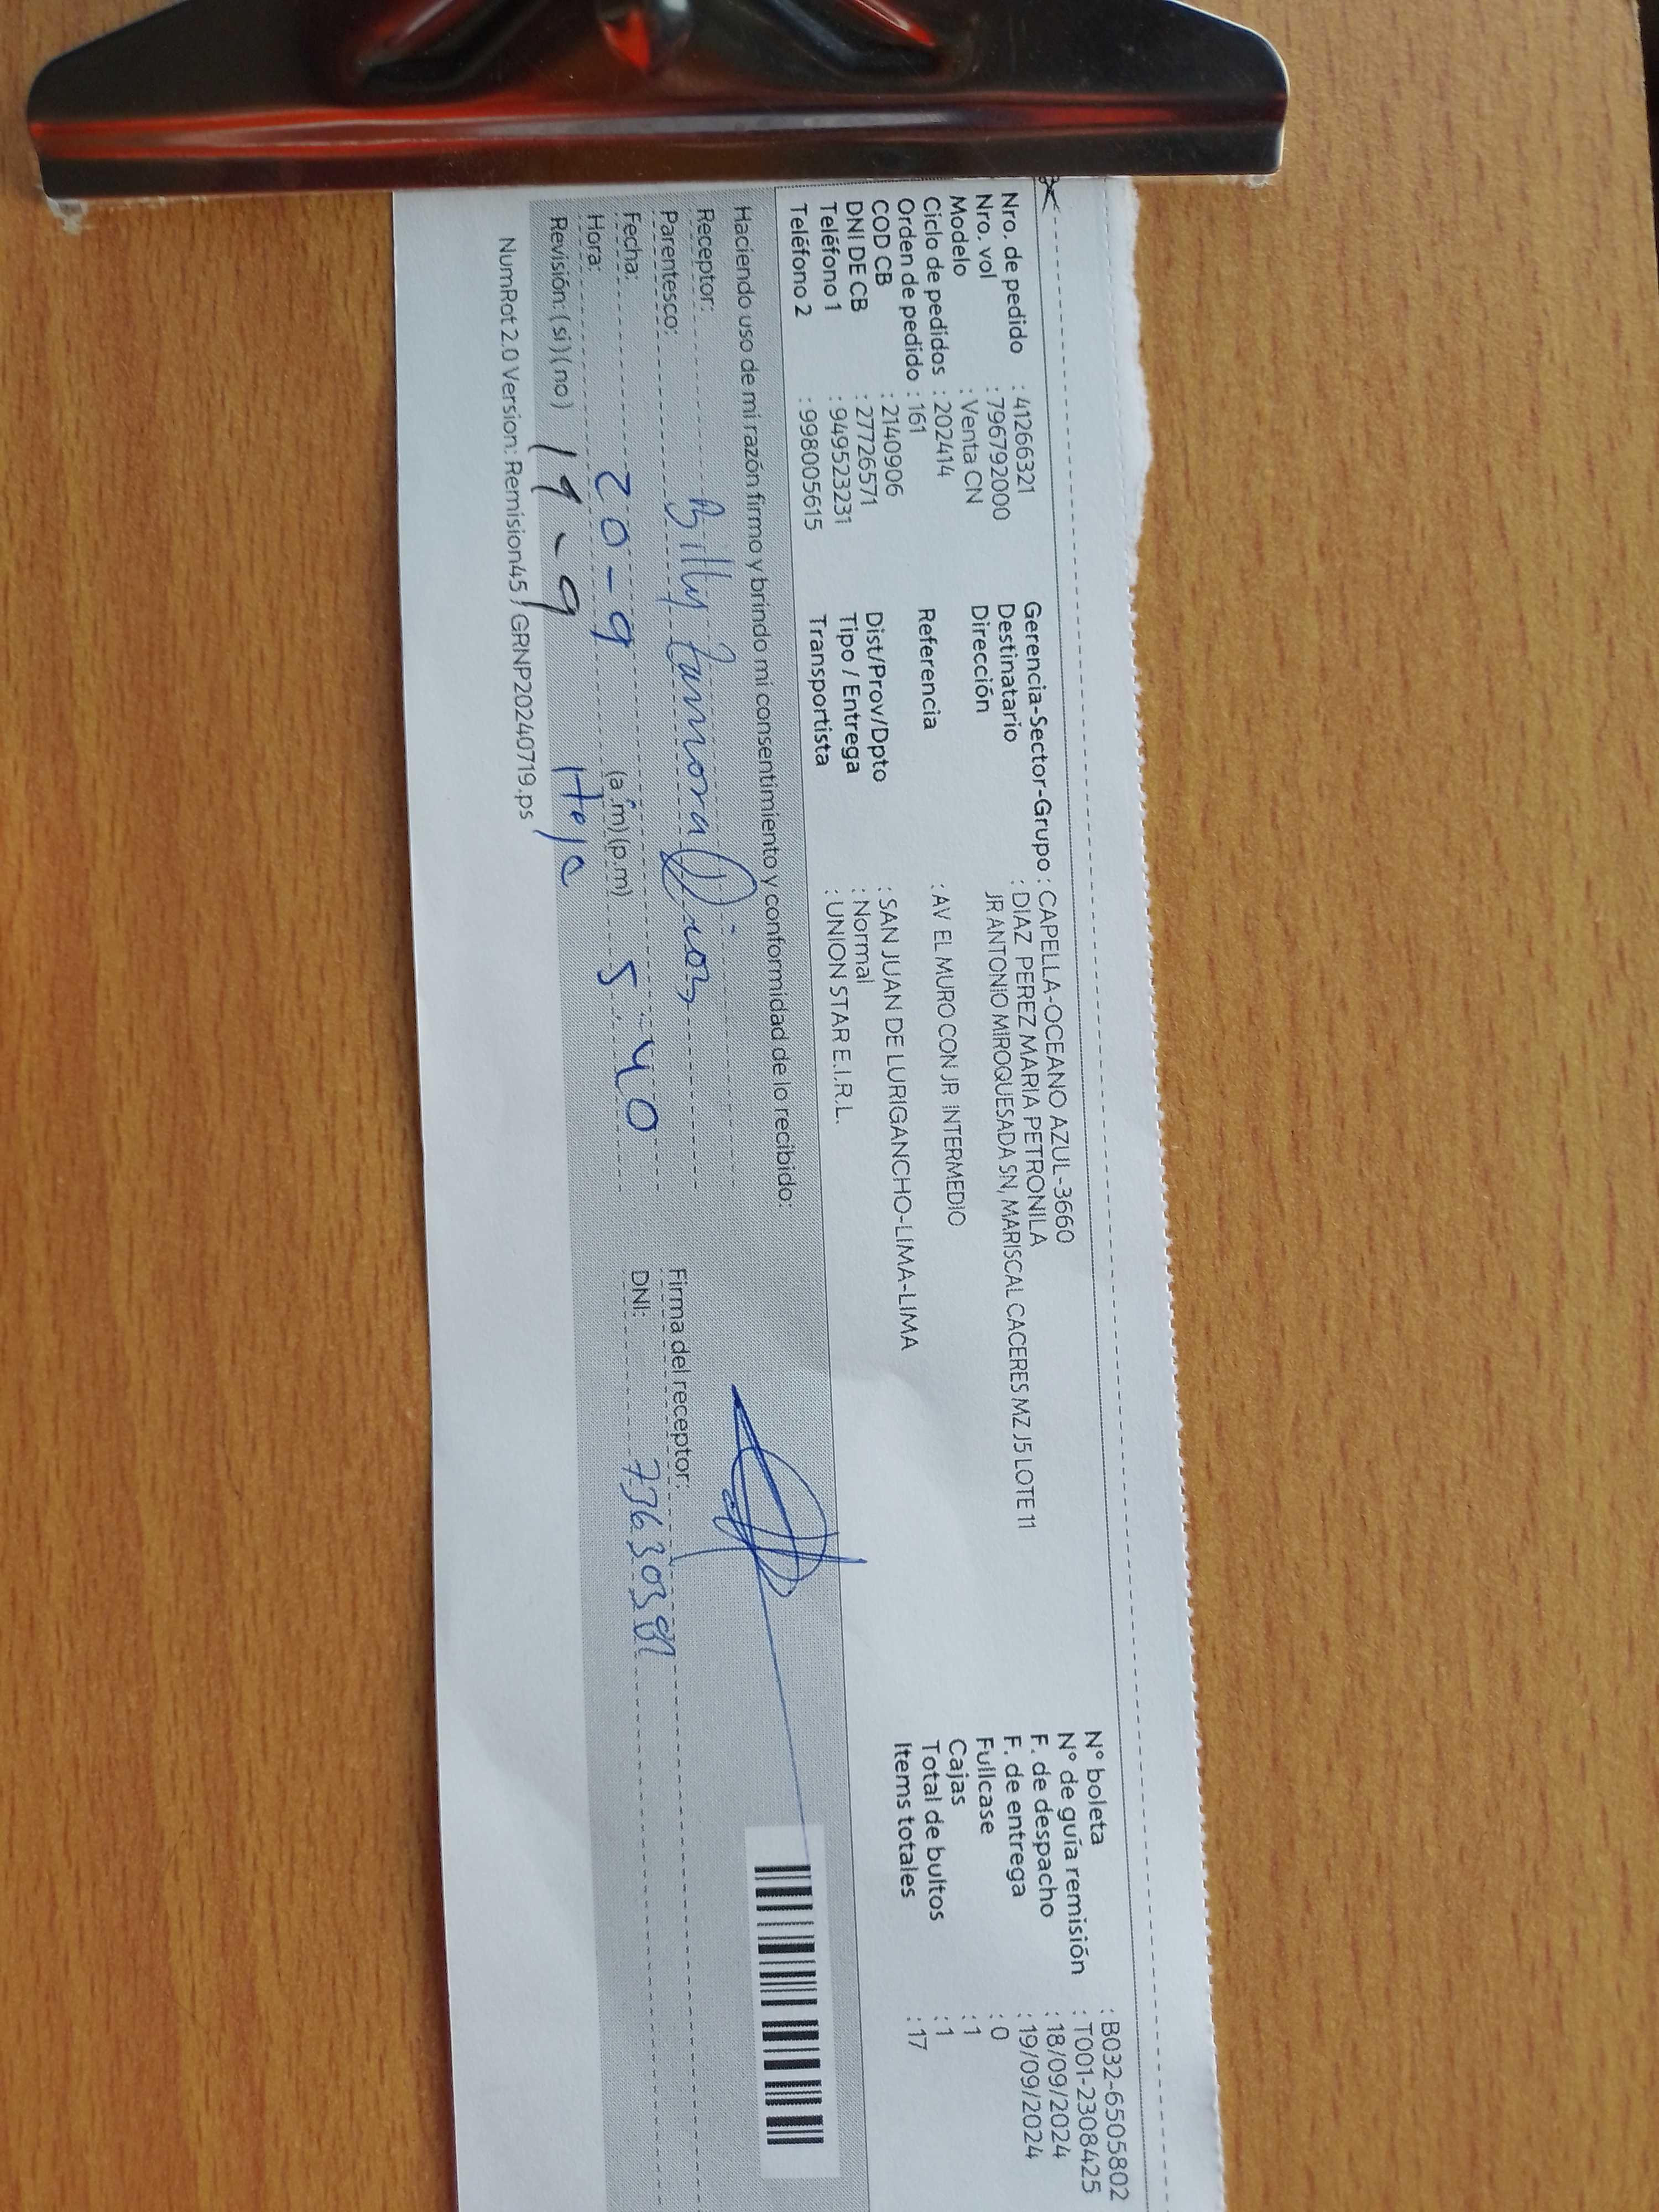 Nro. de pedido : 41266321
Nro. vol : 796792000
Modelo : Venta CN
Ciclo de pedidos : 202414
Orden de pedido : 161
COD CB : 2140906
DNI DE CB : 27726571
Teléfono 1 : 949523231
Teléfono 2 : 998005615
Gerencia-Sector-Grupo : CAPELLA-OCEANO AZUL-3660
Destinatario : DIAZ PEREZ MARIA PETRONILA
Dirección JR ANTONIO MIROQUESADA SN, MARISCAL CACERES MZ J5 LOTE 11
Referencia : AV EL MURO CON JR INTERMEDIO
Dist/Prov/Dpto : SAN JUAN DE LURIGANCHO-LIMA-LIMA
Tipo / Entrega : Normal
Transportista : UNION STAR E.I.R.L.
N° boleta : B032-6505802
N° de guía remisión : T001-2308425
F. de despacho : 18/09/2024
F. de entrega : 19/09/2024
Fullcase : 0
Cajas : 1
Total de bultos : 1
Items totales : 17
Haciendo uso de mi razón firmo y brindo mi consentimiento y conformidad de lo recibido:
Receptor: Billy Zamora
Parentesco:
Fecha: 20-9
Hora: (a.m) (p.m) 5:40
Revisión: (si) (no) 19-9
Firma del receptor:
DNI:
NumRot 2.0 Version: Remision45 / GRNP20240719.ps